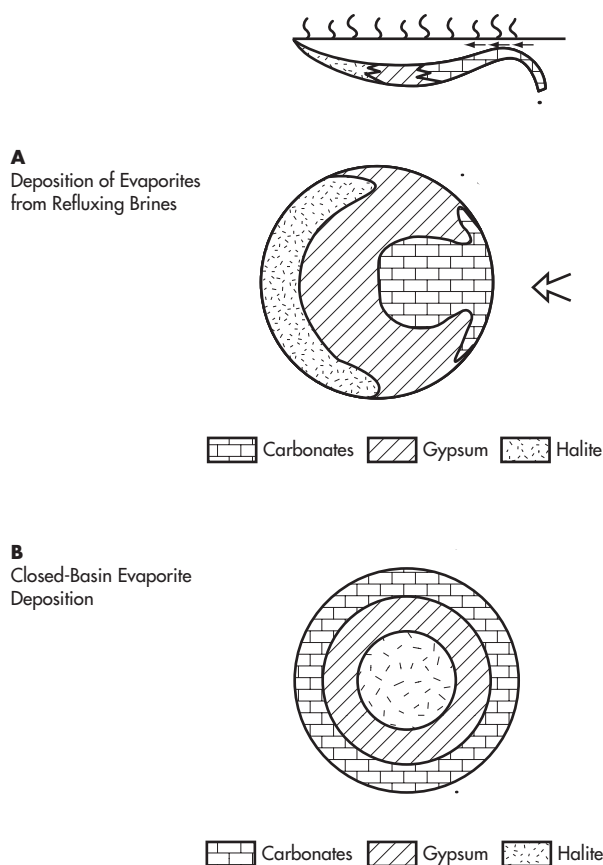 A
Deposition of Evaporites
from Refluxing Brines
Carbonates Gypsum Halite
B
Closed-Basin Evaporite
Deposition
Carbonates Gypsum Halite